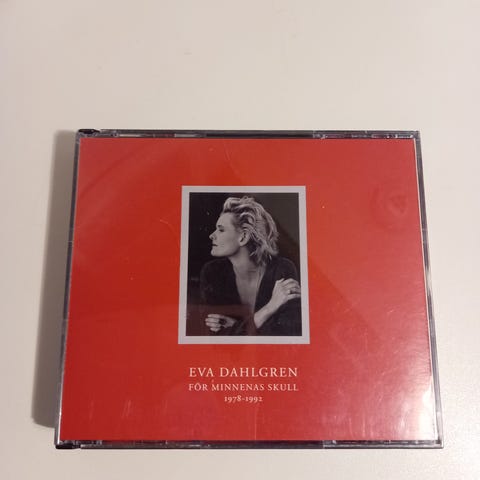 EVA DAHLGREN
FÖR MINNENAS SKULL
1978-1992